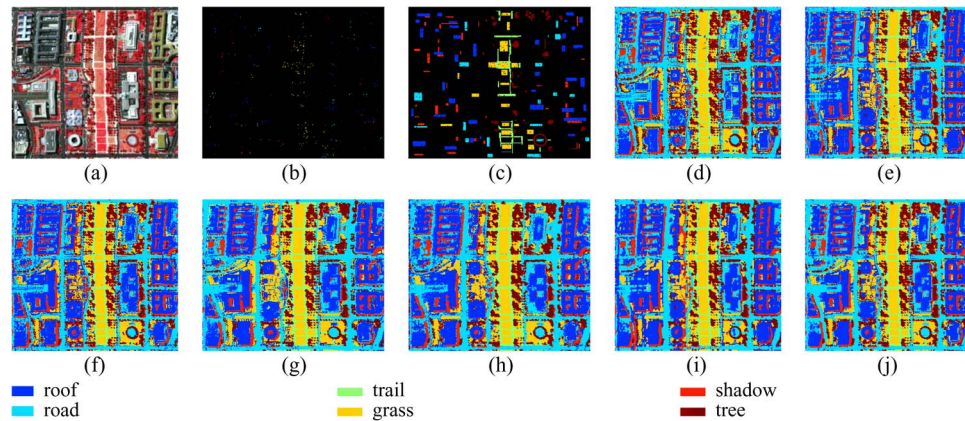 (a) (b) (c) (d) (e)
(f) (g) (h) (i) (j)
roof trail shadow
road grass tree